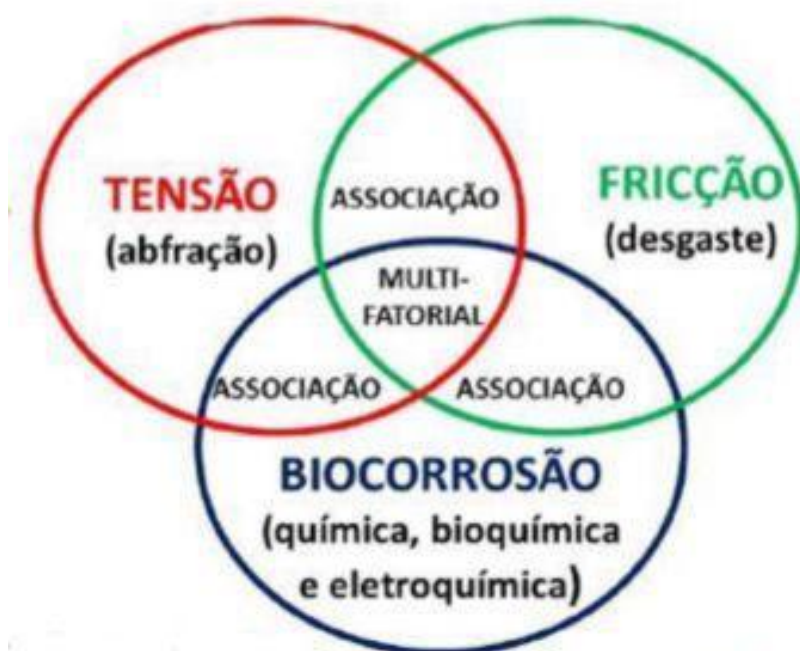 TENSÃO
(abfração)
ASSOCIAÇÃO
FRICÇÃO
(desgaste)
MULTI-
FATORIAL
ASSOCIAÇÃO
ASSOCIAÇÃO
BIOCORROSÃO
(química, bioquímica
e eletroquímica)